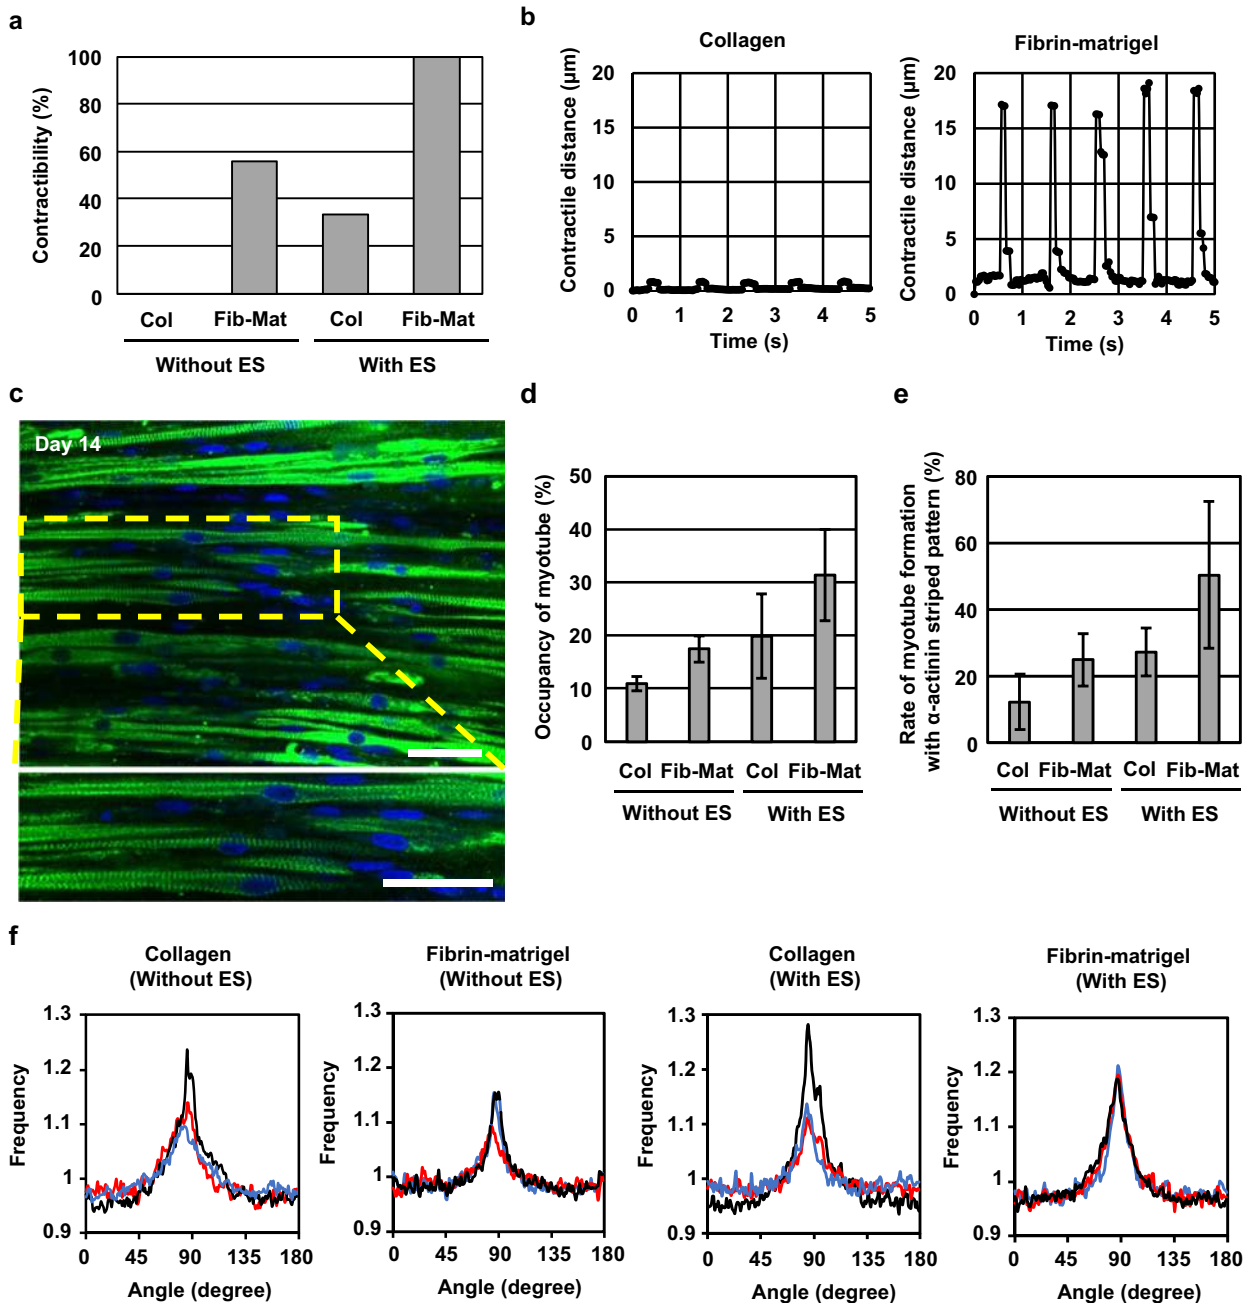 a
Contractibility (%)
100
80
60
40
20
0
Col
Fib-Mat
Col
Fib-Mat
Without ES
With ES
b
Collagen
Contractile distance (µm)
20
15
10
5
0
0 1 2 3 4 5
Time (s)
Fibrin-matrigel
Contractile distance (µm)
20
15
10
5
0
0 1 2 3 4 5
Time (s)
c
Day 14
d
Occupancy of myotube (%)
50
40
30
20
10
0
Col Fib-Mat Col Fib-Mat
Without ES With ES
e
Rate of myotube formation
with α-actinin striped pattern (%)
80
60
40
20
0
Col Fib-Mat Col Fib-Mat
Without ES With ES
f
Collagen
(Without ES)
Frequency
1.3
1.2
1.1
1
0.9
0 45 90 135 180
Angle (degree)
Fibrin-matrigel
(Without ES)
Frequency
1.3
1.2
1.1
1
0.9
0 45 90 135 180
Angle (degree)
Collagen
(With ES)
Frequency
1.3
1.2
1.1
1
0.9
0 45 90 135 180
Angle (degree)
Fibrin-matrigel
(With ES)
Frequency
1.3
1.2
1.1
1
0.9
0 45 90 135 180
Angle (degree)